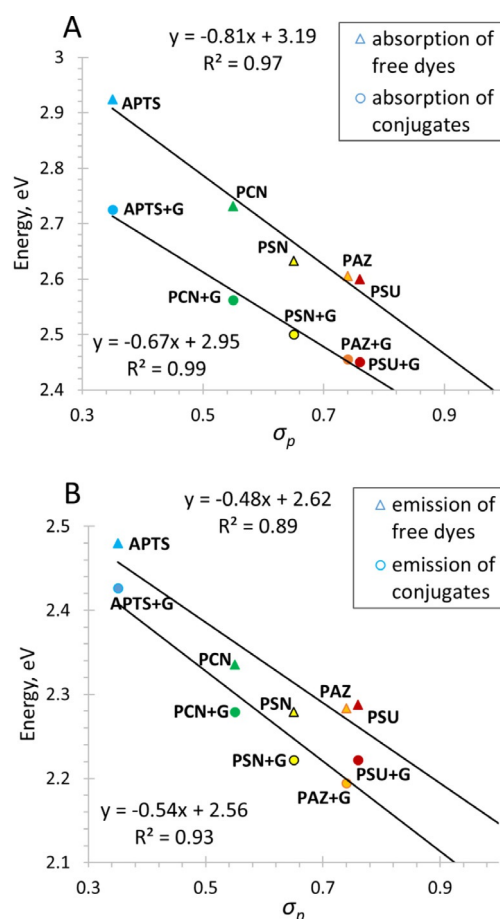 A
y = -0.81x + 3.19
R² = 0.97
absorption of
free dyes
absorption of
conjugates
3
2.9
2.8
2.7
2.6
2.5
2.4
Energy, eV
APTS
PCN
PSN
PAZ
PSU
APTS+G
PCN+G
PSN+G
PAZ+G
PSU+G
y = -0.67x + 2.95
R² = 0.99
0.3 0.5 0.7 0.9
σp
B
y = -0.48x + 2.62
R² = 0.89
emission of
free dyes
emission of
conjugates
2.5
2.4
2.3
2.2
2.1
Energy, eV
APTS
APTS+G
PCN
PSN
PAZ
PSU
PCN+G
PSN+G
PSU+G
PAZ+G
y = -0.54x + 2.56
R² = 0.93
0.3 0.5 0.7 0.9
σp